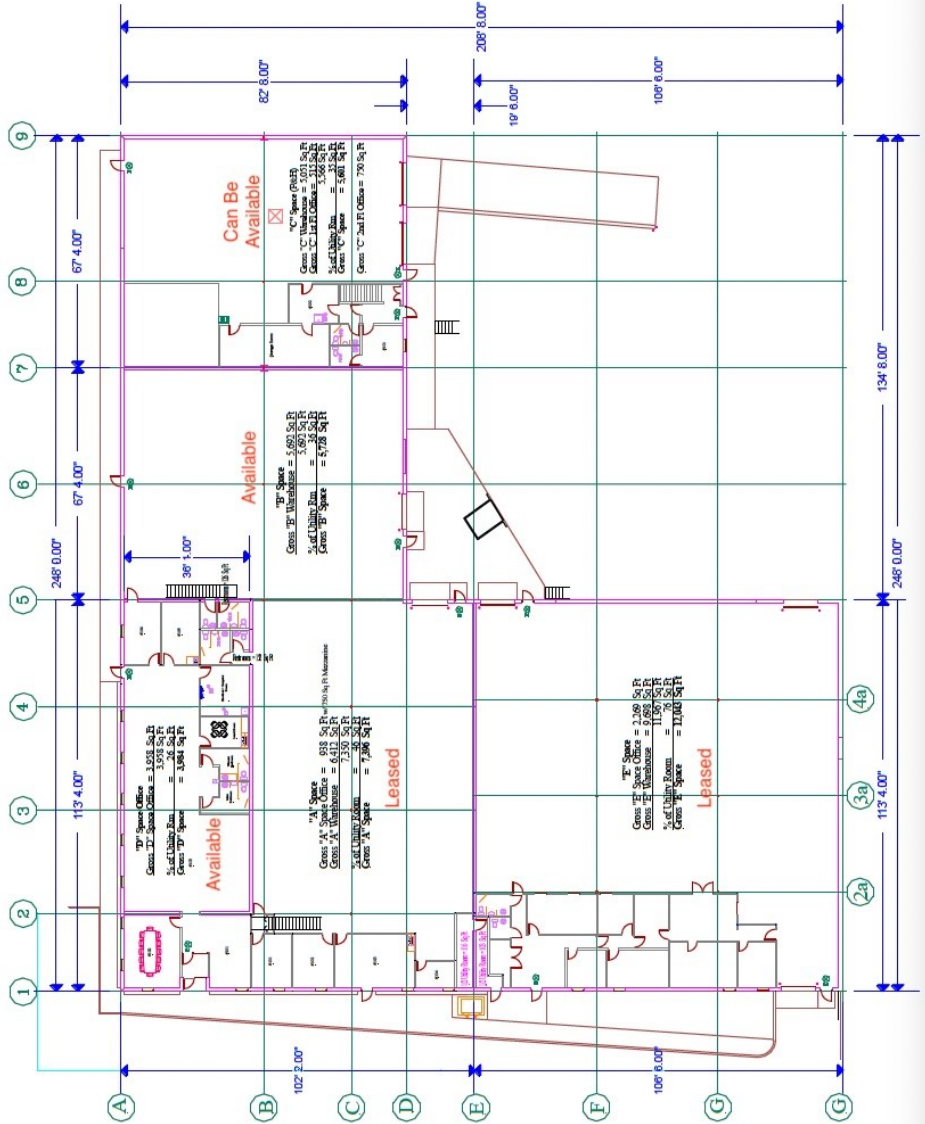 9
8
7
6
5
4
3
2
1
4a
3a
2a
A
B
C
D
E
F
G
G
208' 8.00"
82' 8.00"
19' 6.00"
106' 6.00"
248' 0.00"
67' 4.00"
67' 4.00"
113' 4.00"
36' 1.00"
134' 8.00"
248' 0.00"
113' 4.00"
102' 2.00"
106' 6.00"
Can Be
Available
"C" Space (R&H)
Gross "C" Warehouse = 5,051 Sq Ft
Gross "C" 1st Fl Office = 515 Sq Ft
5,566 Sq Ft
% of Utility Rm = 35 Sq Ft
Gross "C" Space = 5,601 Sq Ft
Gross "C" 2nd Fl Office = 750 Sq Ft
Available
"B" Space
Gross "B" Warehouse = 5,692 Sq Ft
5,692 Sq Ft
% of Utility Rm = 36 Sq Ft
Gross "B" Space = 5,728 Sq Ft
"D" Space Office
Gross "D" Space Office = 3,958 Sq Ft
3,958 Sq Ft
% of Utility Rm = 26 Sq Ft
Gross "D" Space = 3,984 Sq Ft
Available
"A" Space
Gross "A" Space Office = 938 Sq Ft w/750 Sq Ft Mezzanine
Gross "A" Warehouse = 6,412 Sq Ft
7,350 Sq Ft
% of Utility Room = 46 Sq Ft
Gross "A" Space = 7,396 Sq Ft
Leased
"E" Space
Gross "E" Space Office = 2,269 Sq Ft
Gross "E" Warehouse = 9,698 Sq Ft
11,967 Sq Ft
% of Utility Room = 76 Sq Ft
Gross "E" Space = 12,043 Sq Ft
Leased